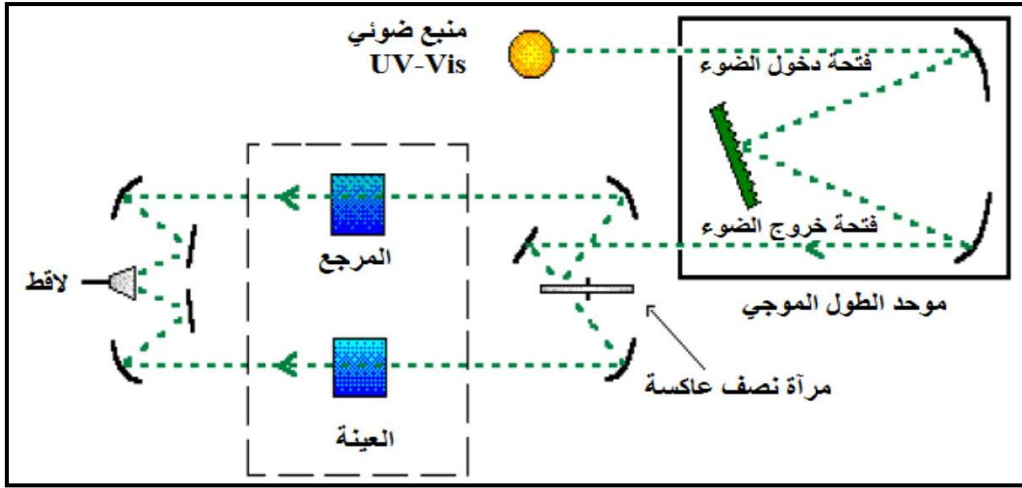 منبع ضوئي
UV-Vis
فتحة دخول الضوء
فتحة خروج الضوء
المرجع
لاقط
موحد الطول الموجي
مرآة نصف عاكسة
العينة